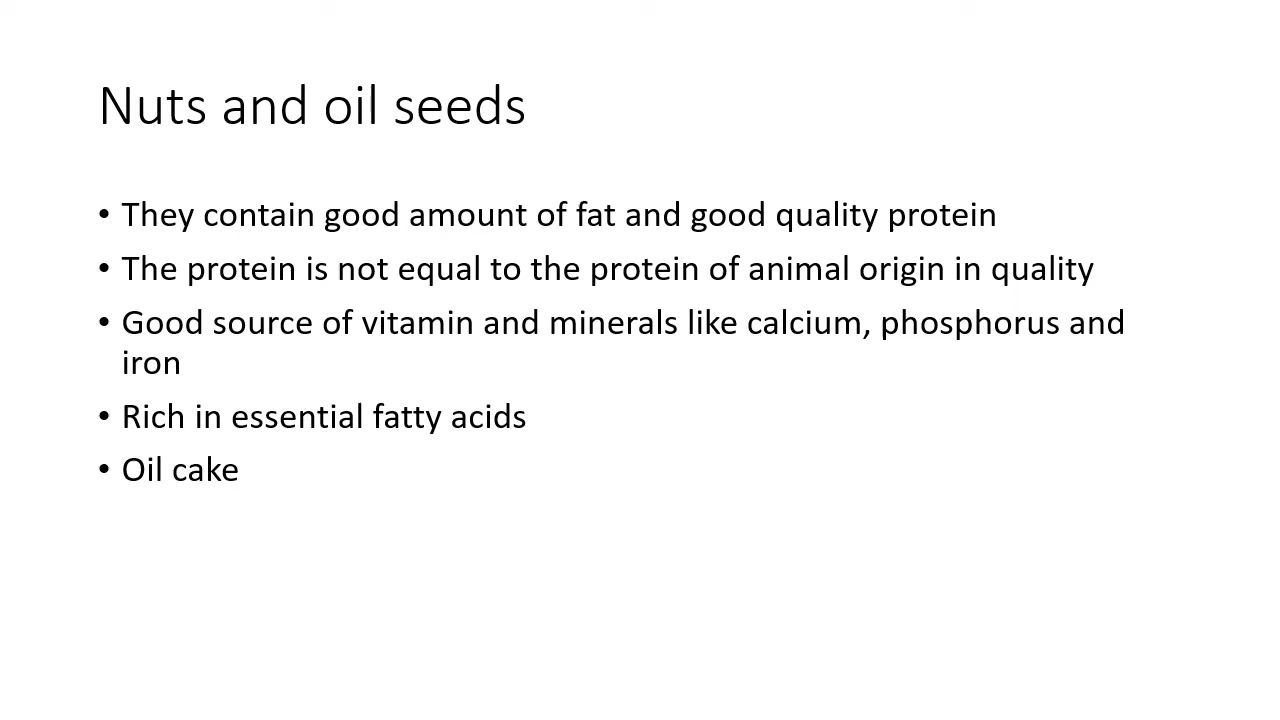 Nuts and oil seeds
• They contain good amount of fat and good quality protein
• The protein is not equal to the protein of animal origin in quality
• Good source of vitamin and minerals like calcium, phosphorus and
iron
• Rich in essential fatty acids
• Oil cake